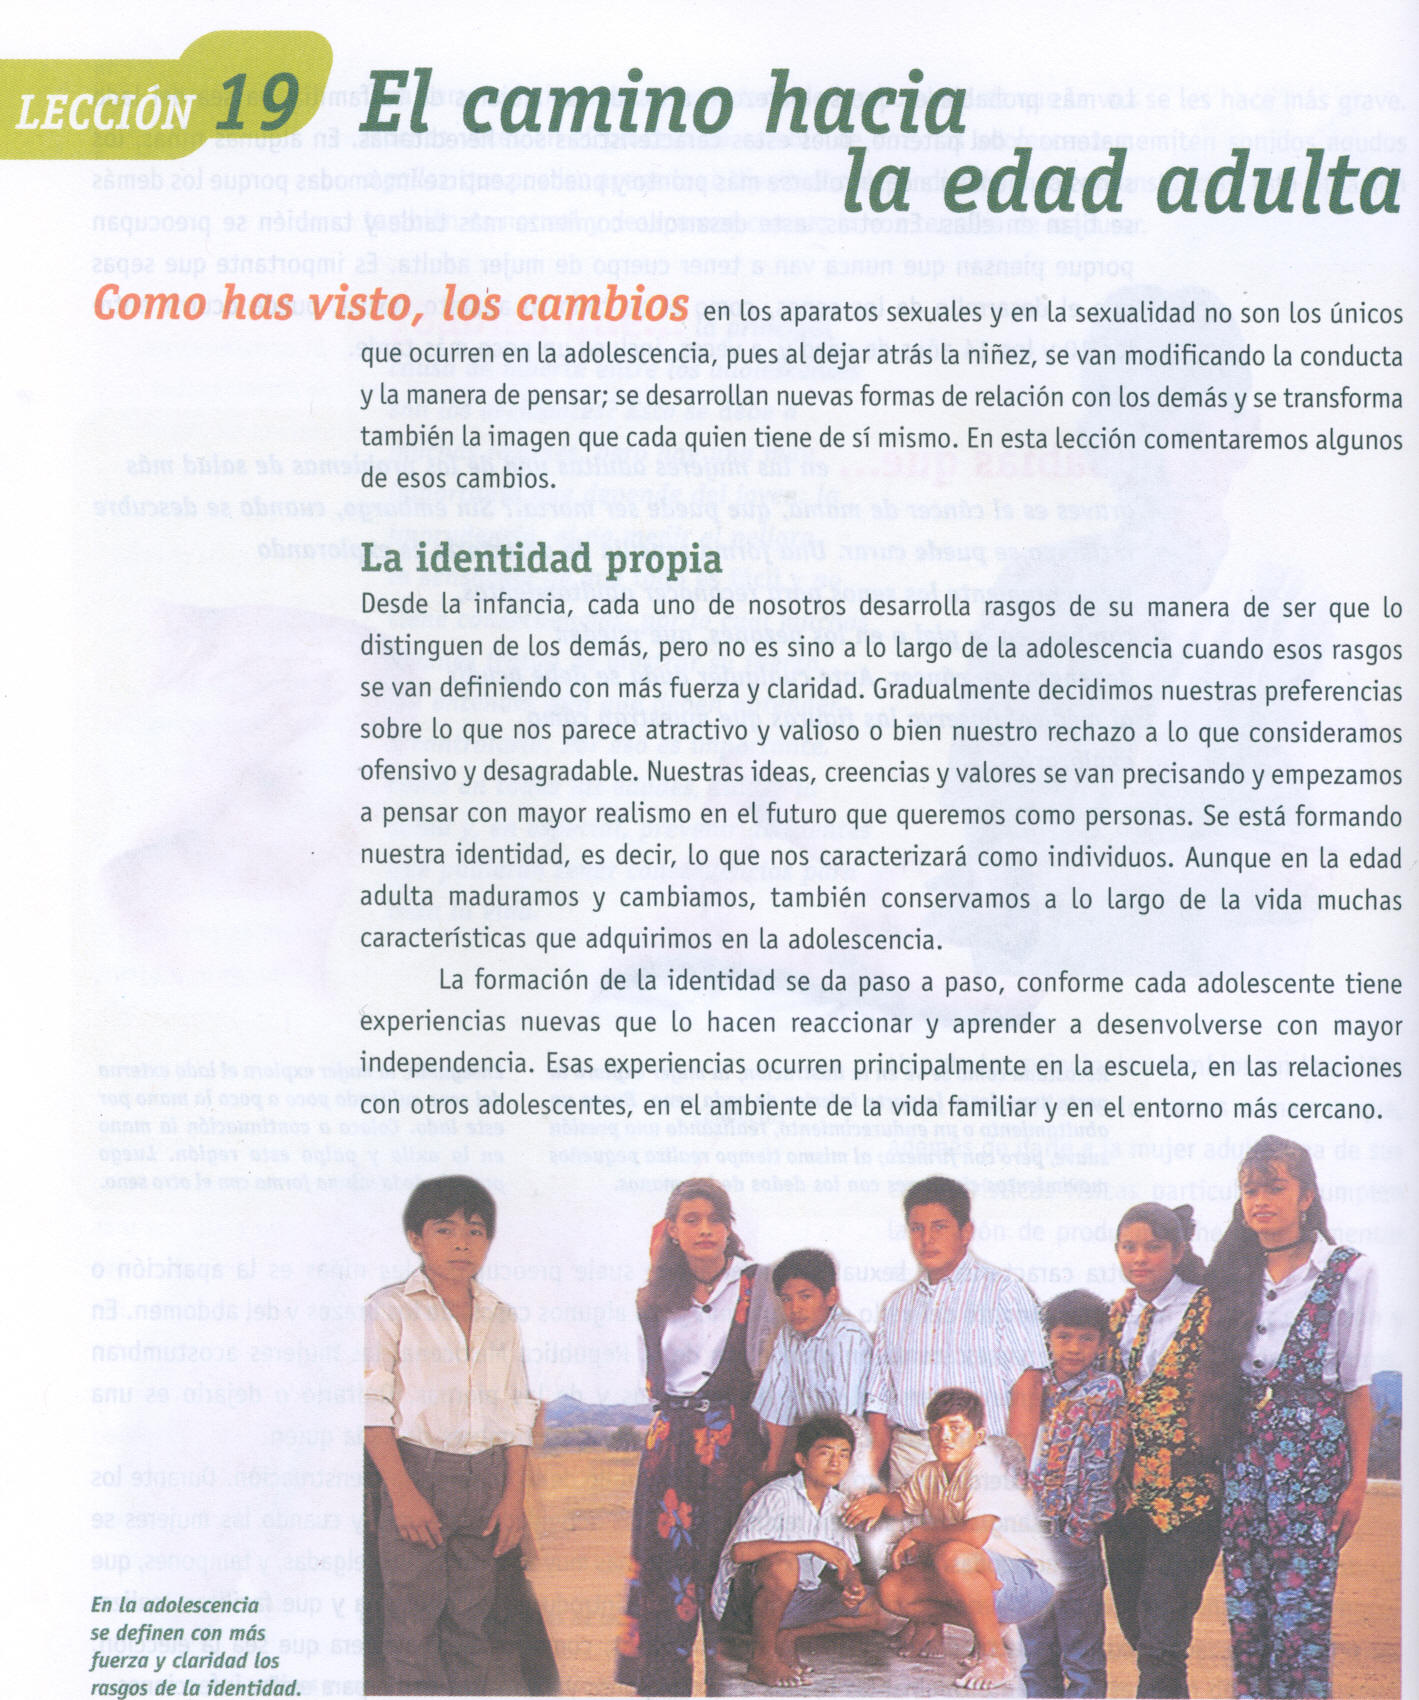 LECCIÓN 19
El camino hacia
la edad adulta
Como has visto, los cambios en los aparatos sexuales y en la sexualidad no son los únicos
que ocurren en la adolescencia, pues al dejar atrás la niñez, se van modificando la conducta
y la manera de pensar; se desarrollan nuevas formas de relación con los demás y se transforma
también la imagen que cada quien tiene de sí mismo. En esta lección comentaremos algunos
de esos cambios.
La identidad propia
Desde la infancia, cada uno de nosotros desarrolla rasgos de su manera de ser que lo
distinguen de los demás, pero no es sino a lo largo de la adolescencia cuando esos rasgos
se van definiendo con más fuerza y claridad. Gradualmente decidimos nuestras preferencias
sobre lo que nos parece atractivo y valioso o bien nuestro rechazo a lo que consideramos
ofensivo y desagradable. Nuestras ideas, creencias y valores se van precisando y empezamos
a pensar con mayor realismo en el futuro que queremos como personas. Se está formando
nuestra identidad, es decir, lo que nos caracterizará como individuos. Aunque en la edad
adulta maduramos y cambiamos, también conservamos a lo largo de la vida muchas
características que adquirimos en la adolescencia.
La formación de la identidad se da paso a paso, conforme cada adolescente tiene
experiencias nuevas que lo hacen reaccionar y aprender a desenvolverse con mayor
independencia. Esas experiencias ocurren principalmente en la escuela, en las relaciones
con otros adolescentes, en el ambiente de la vida familiar y en el entorno más cercano.
En la adolescencia
se definen con más
fuerza y claridad los
rasgos de la identidad.